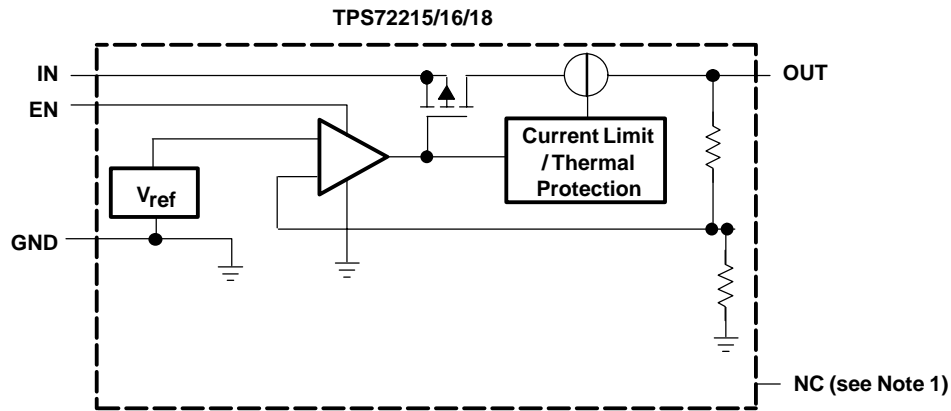 TPS72215/16/18
IN
OUT
EN
Current Limit
/ Thermal
Protection
Vref
GND
NC (see Note 1)